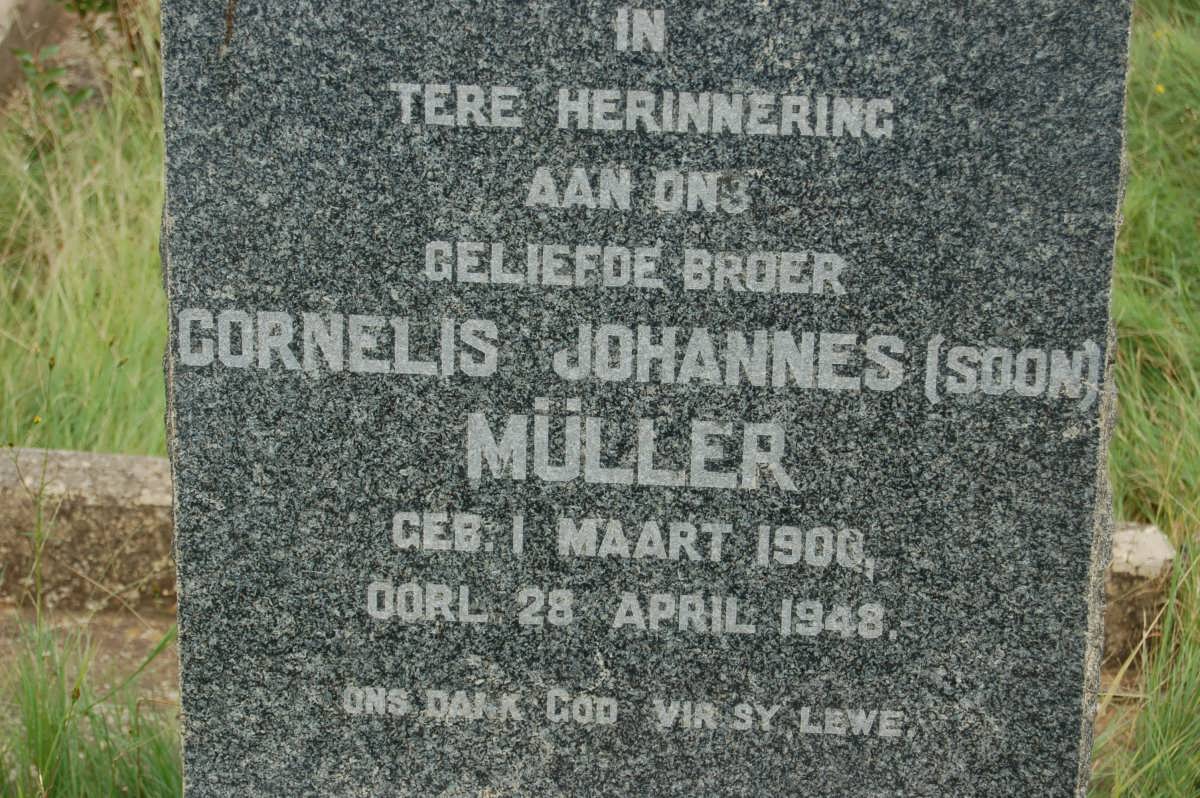 IN
TERE HERINNERING
AAN ONS
GELIEFDE BROER
CORNELIS JOHANNES (SOON)
MÜLLER
GEB. 1 MAART 1900,
OORL. 28 APRIL 1948.
ONS DANK GOD VIR SY LEWE.